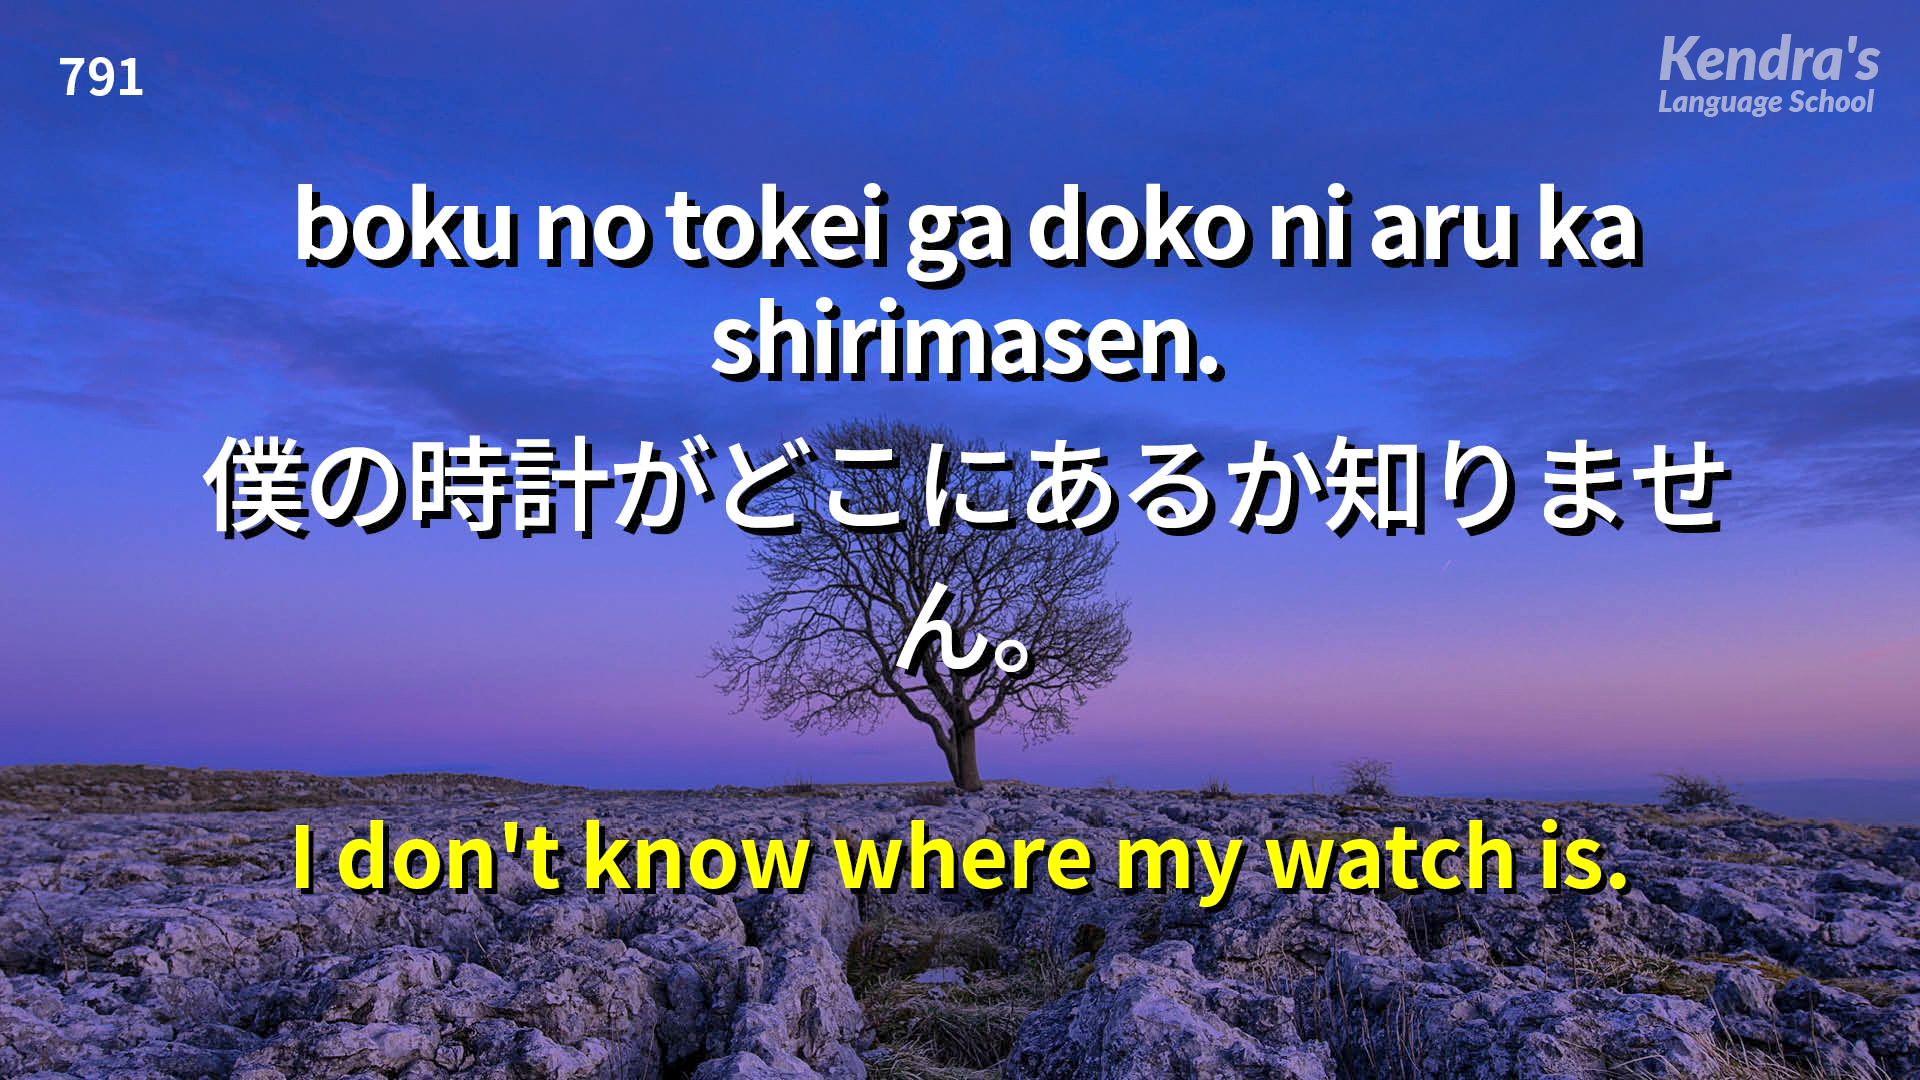 791
Kendra's
Language School
boku no tokei ga doko ni aru ka
shirimasen.
僕の時計がどこにあるか知りませ
ん。
I don't know where my watch is.